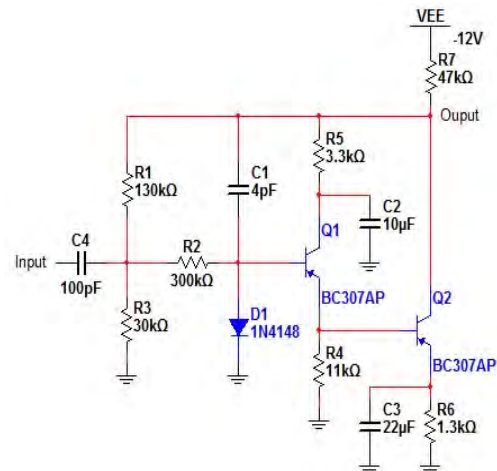 VEE
-12V
R7
47kΩ
Ouput
R5
3.3kΩ
R1
130kΩ
C1
4pF
C2
10µF
Q1
C4
R2
Input
100pF
300kΩ
BC307AP
Q2
D1
1N4148
R3
30kΩ
R4
11kΩ
BC307AP
C3
22µF
R6
1.3kΩ